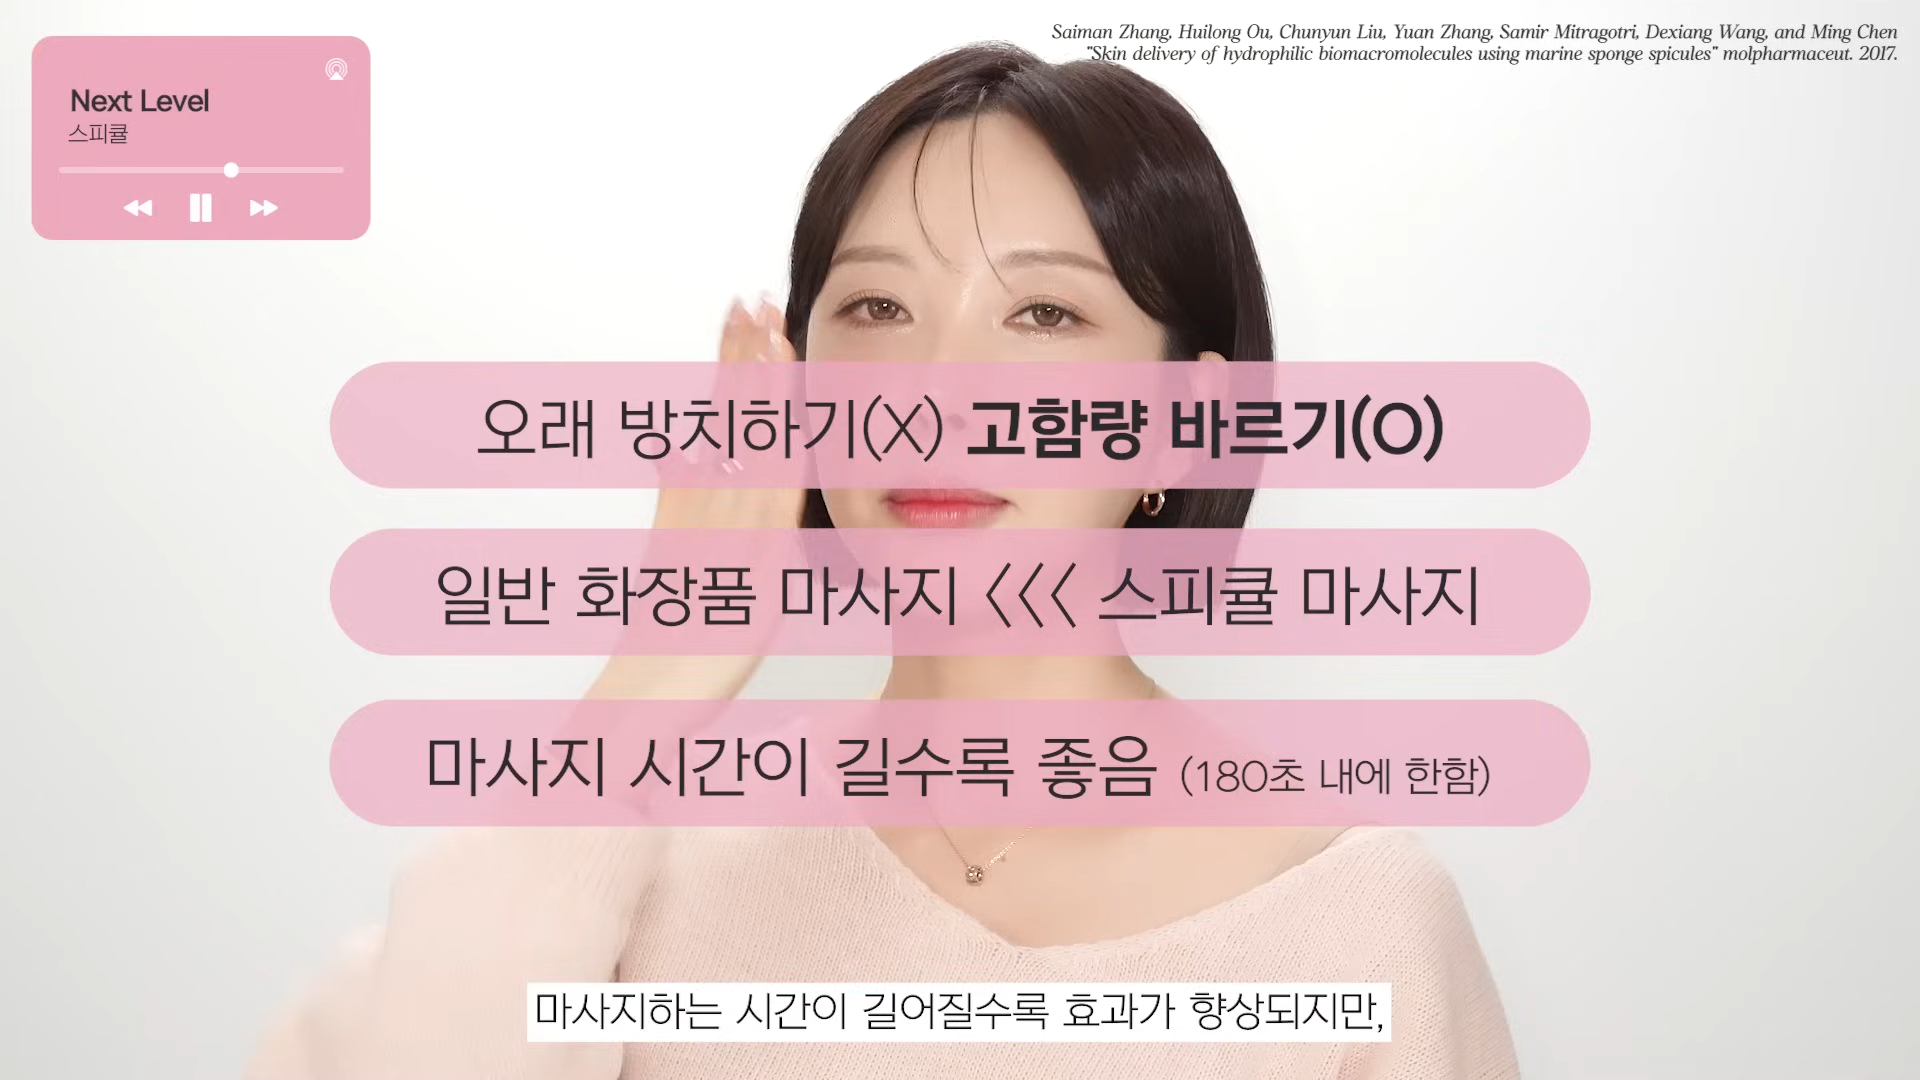 Saiman Zhang, Huilong Ou, Chunyun Liu, Yuan Zhang, Samir Mitragotri, Dexiang Wang, and Ming Chen
"Skin delivery of hydrophilic biomacromolecules using marine sponge spicules" molpharmaceut. 2017.
Next Level
스피큘
오래 방치하기(X) 고함량 바르기(O)
일반 화장품 마사지 <<< 스피큘 마사지
마사지 시간이 길수록 좋음 (180초 내에 한함)
마사지하는 시간이 길어질수록 효과가 향상되지만,